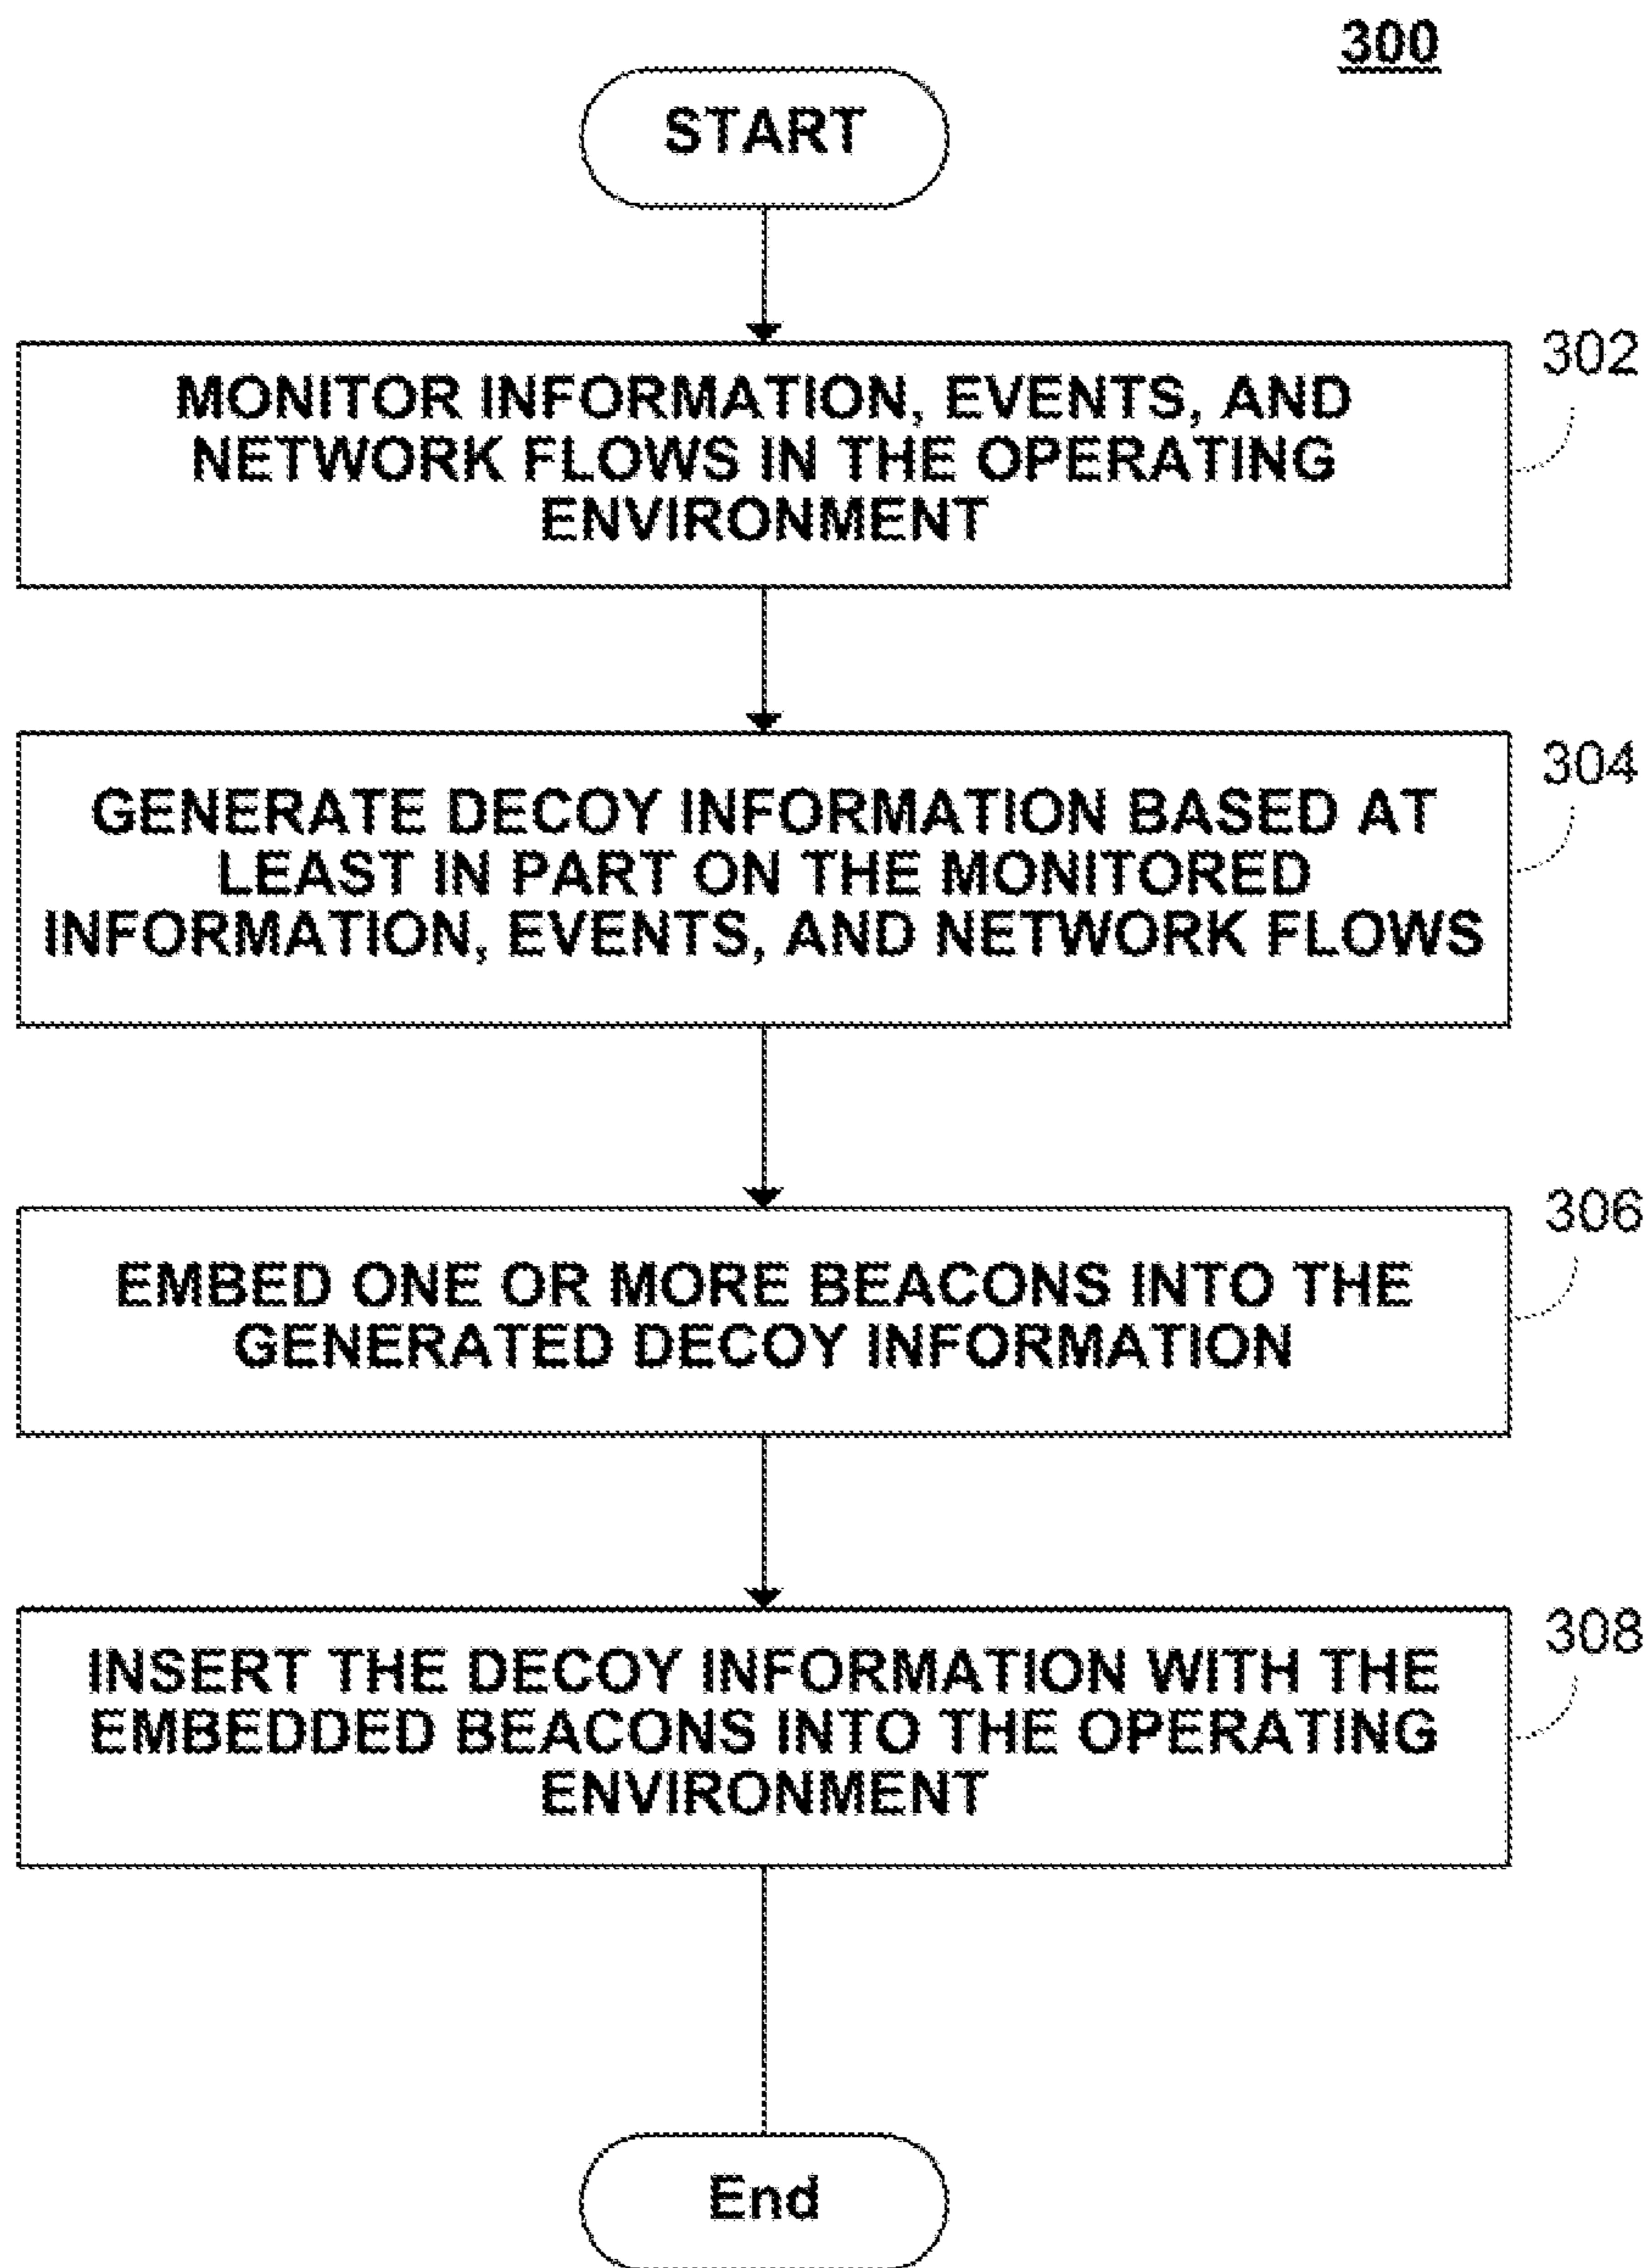 300
START
MONITOR INFORMATION, EVENTS, AND
NETWORK FLOWS IN THE OPERATING
ENVIRONMENT
302
GENERATE DECOY INFORMATION BASED AT
LEAST IN PART ON THE MONITORED
INFORMATION, EVENTS, AND NETWORK FLOWS
304
EMBED ONE OR MORE BEACONS INTO THE
GENERATED DECOY INFORMATION
306
INSERT THE DECOY INFORMATION WITH THE
EMBEDDED BEACONS INTO THE OPERATING
ENVIRONMENT
308
End